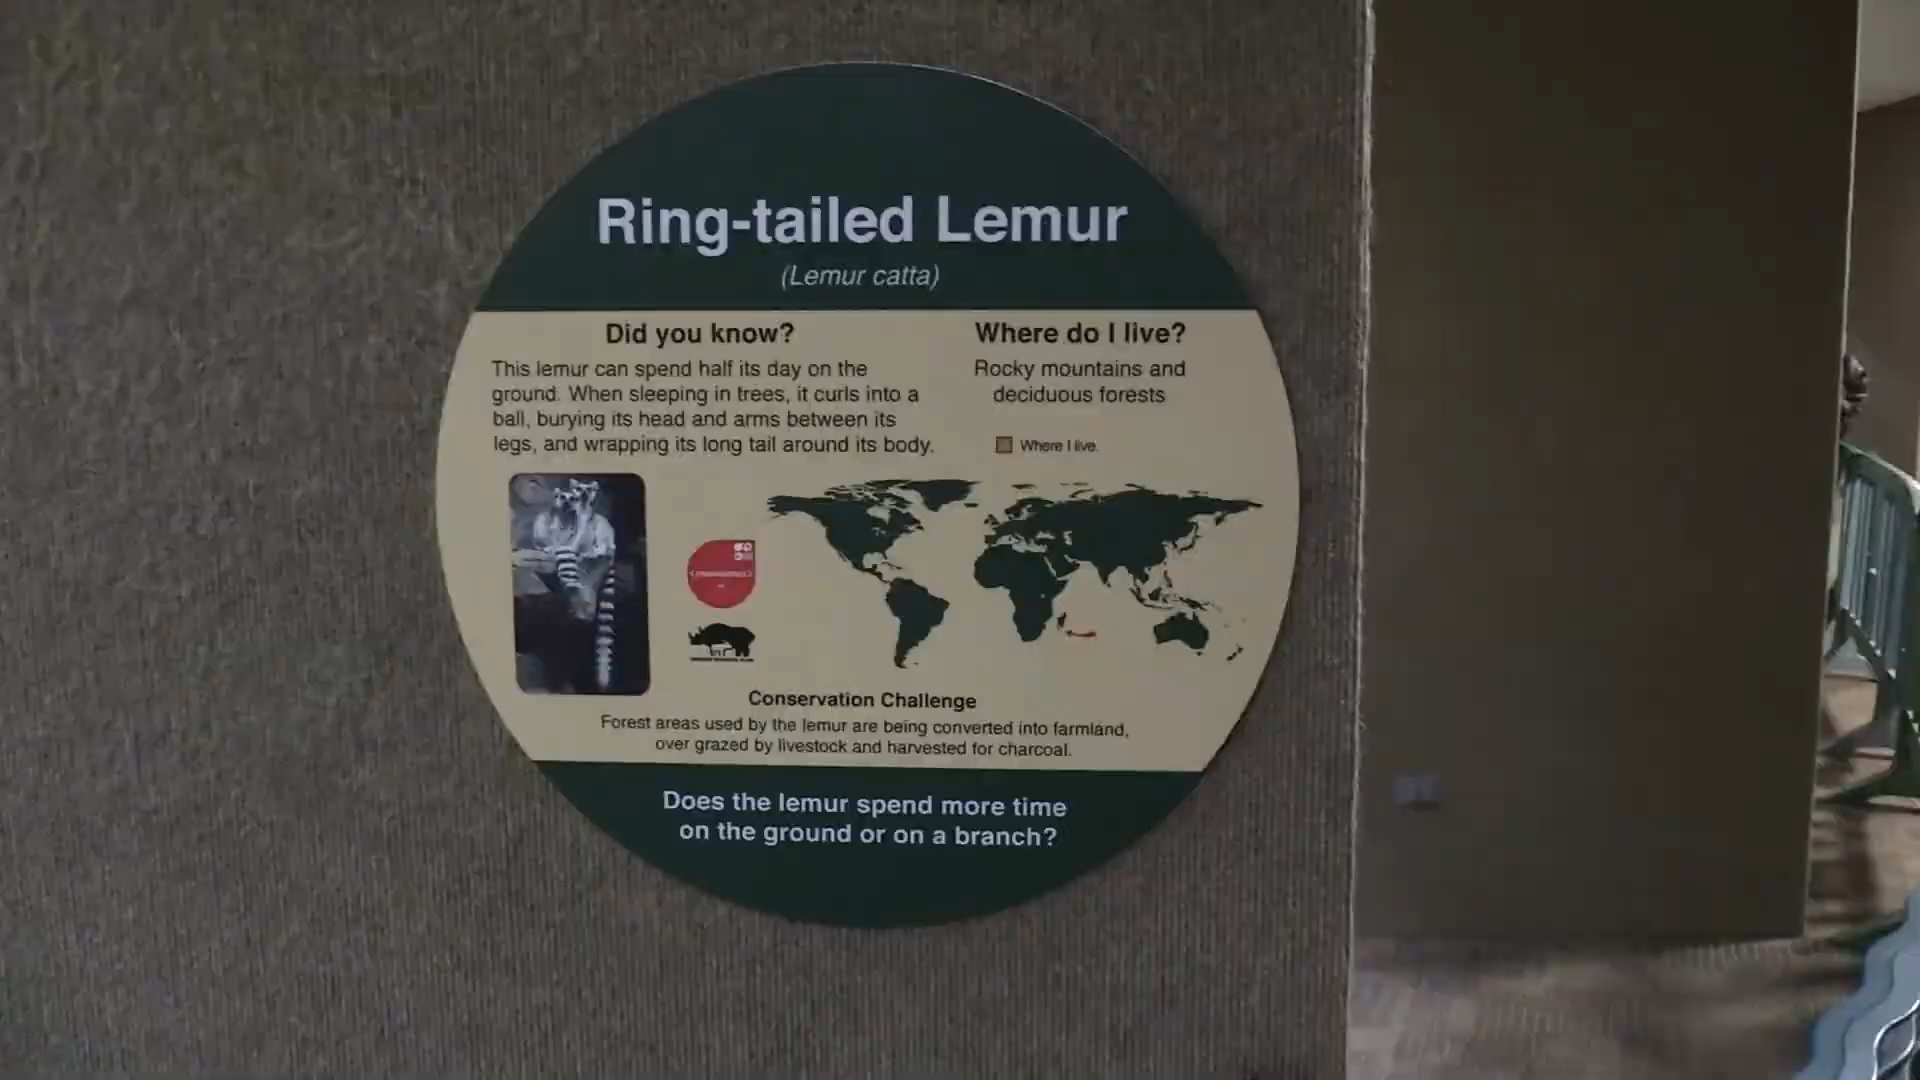 Ring-tailed Lemur
(Lemur catta)
Did you know?
This lemur can spend half its day on the
ground. When sleeping in trees, it curls into a
ball, burying its head and arms between its
legs, and wrapping its long tail around its body.
Where do I live?
Rocky mountains and
deciduous forests
Where I live.
Conservation Challenge
Forest areas used by the lemur are being converted into farmland,
over grazed by livestock and harvested for charcoal.
Does the lemur spend more time
on the ground or on a branch?